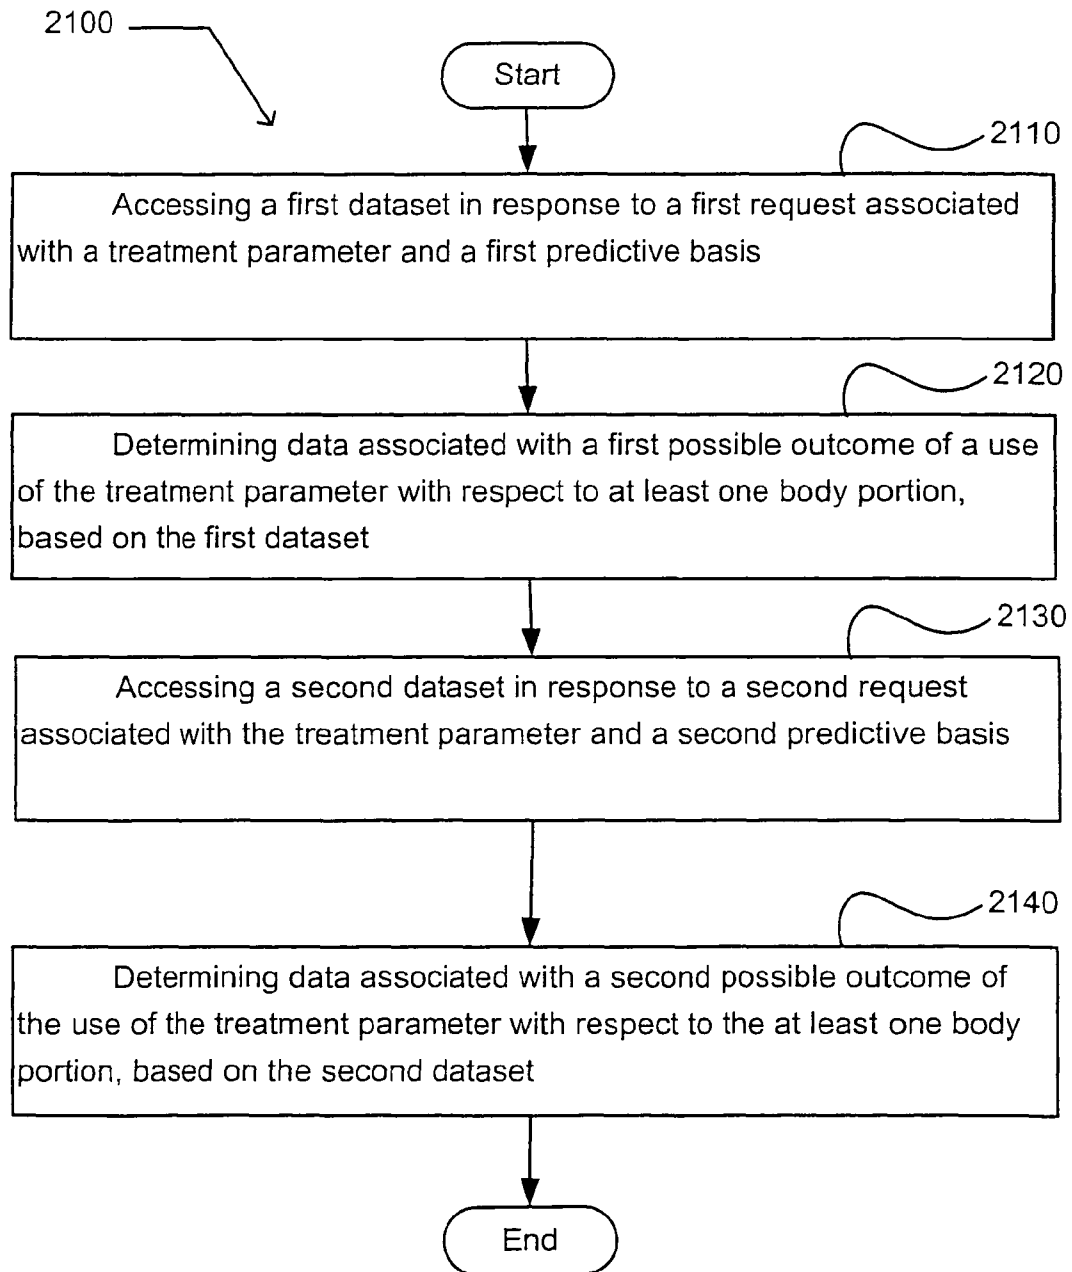 2100
Start
2110
Accessing a first dataset in response to a first request associated
with a treatment parameter and a first predictive basis
2120
Determining data associated with a first possible outcome of a use
of the treatment parameter with respect to at least one body portion,
based on the first dataset
2130
Accessing a second dataset in response to a second request
associated with the treatment parameter and a second predictive basis
2140
Determining data associated with a second possible outcome of
the use of the treatment parameter with respect to the at least one body
portion, based on the second dataset
End